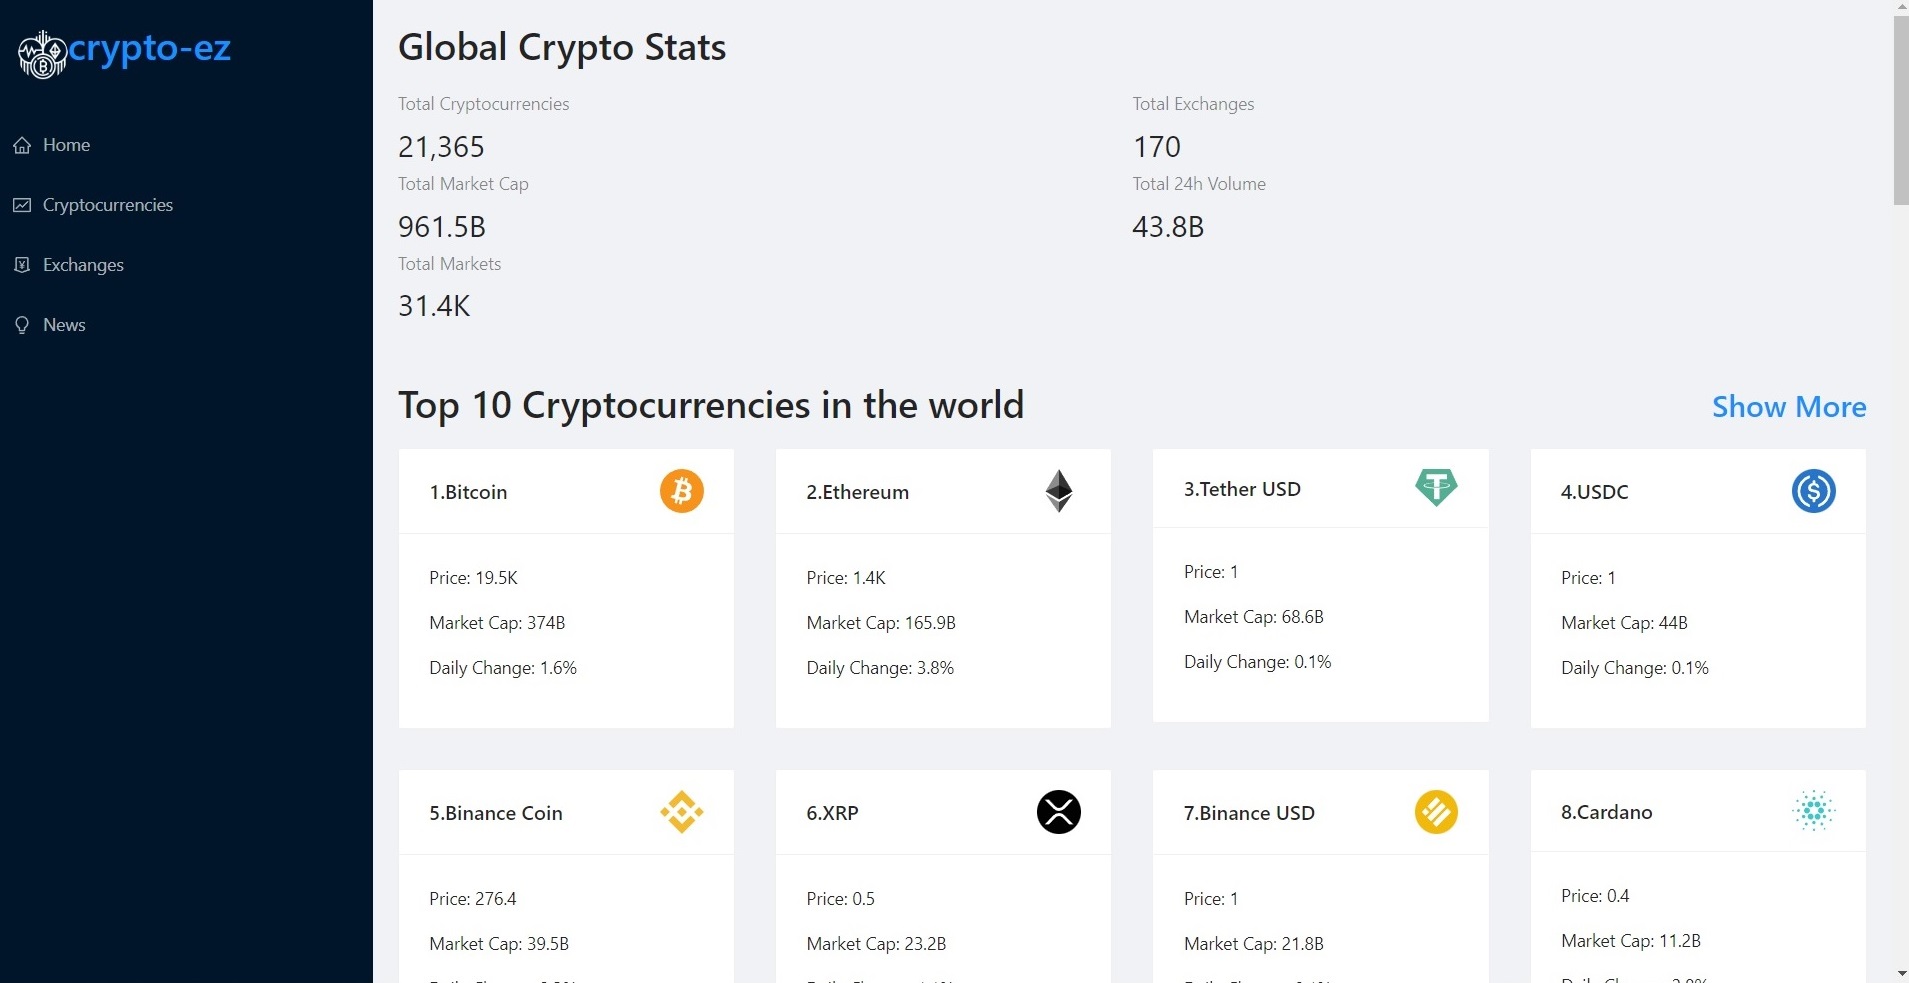 crypto-ez
Home
Cryptocurrencies
Exchanges
News
Global Crypto Stats
Total Cryptocurrencies
21,365
Total Exchanges
170
Total Market Cap
961.5B
Total 24h Volume
43.8B
Total Markets
31.4K
Top 10 Cryptocurrencies in the world
Show More
1.Bitcoin
Price: 19.5K
Market Cap: 374B
Daily Change: 1.6%
2.Ethereum
Price: 1.4K
Market Cap: 165.9B
Daily Change: 3.8%
3.Tether USD
Price: 1
Market Cap: 68.6B
Daily Change: 0.1%
4.USDC
Price: 1
Market Cap: 44B
Daily Change: 0.1%
5.Binance Coin
Price: 276.4
Market Cap: 39.5B
6.XRP
Price: 0.5
Market Cap: 23.2B
7.Binance USD
Price: 1
Market Cap: 21.8B
8.Cardano
Price: 0.4
Market Cap: 11.2B